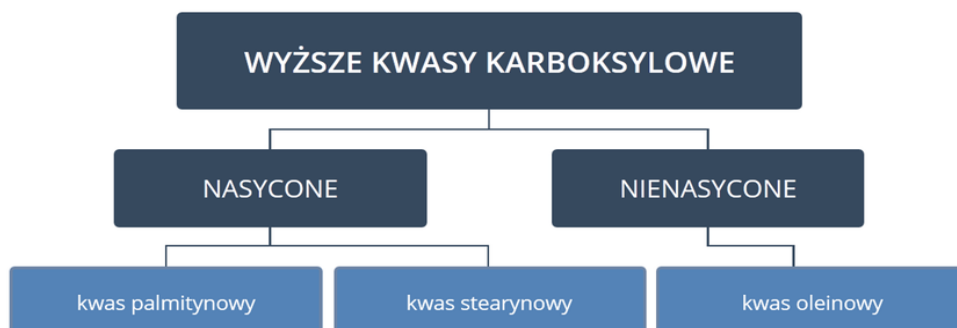 WYŻSZE KWASY KARBOKSYLOWE
NASYCONE
NIENASYCONE
kwas palmitynowy
kwas stearynowy
kwas oleinowy